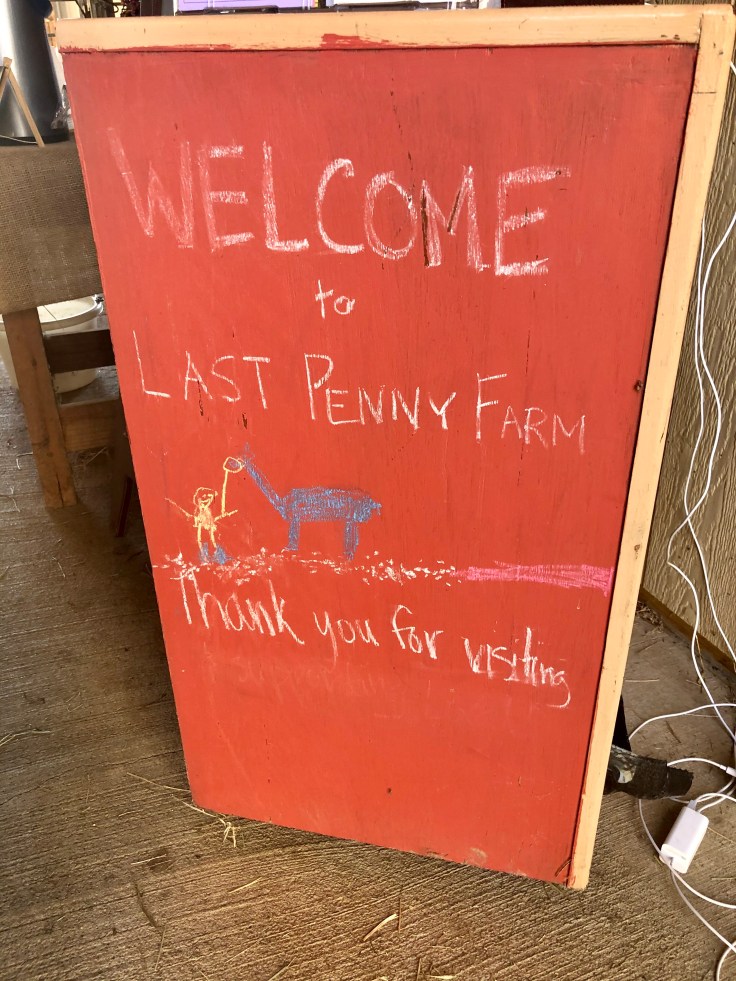 WELCOME
to
LAST PENNY FARM
Thank you for visiting